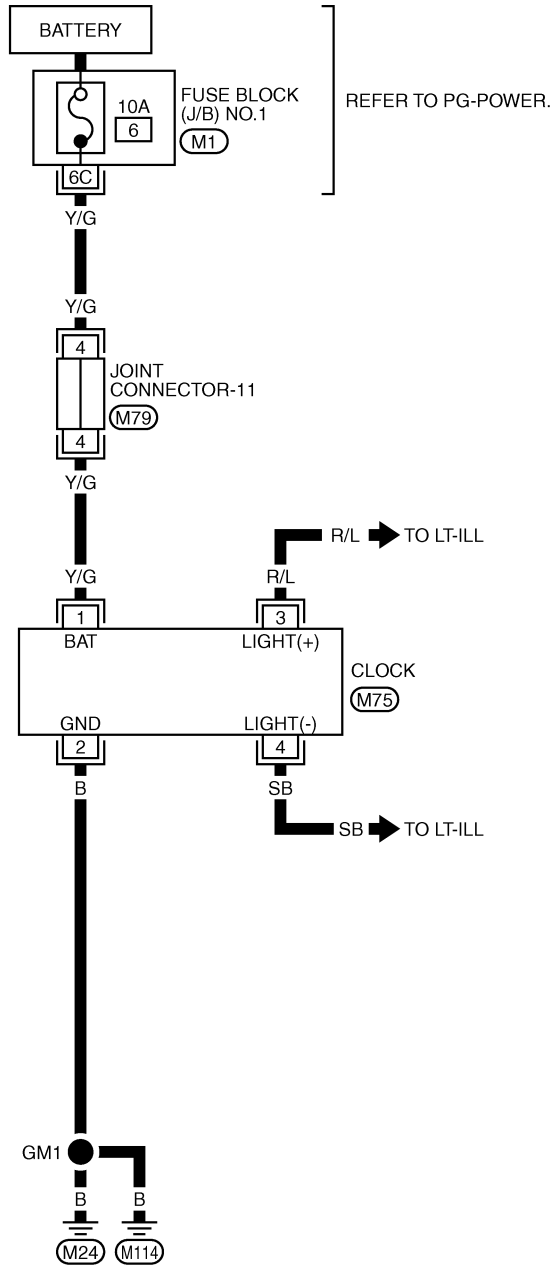 BATTERY
10A
6
FUSE BLOCK
(J/B) NO.1
M1
REFER TO PG-POWER.
6C
Y/G
Y/G
4
JOINT
CONNECTOR-11
M79
4
Y/G
R/L
TO LT-ILL
Y/G
R/L
1
3
BAT
LIGHT(+)
CLOCK
M75
GND
LIGHT(-)
2
4
B
SB
SB
TO LT-ILL
GM1
B
B
M24
M114